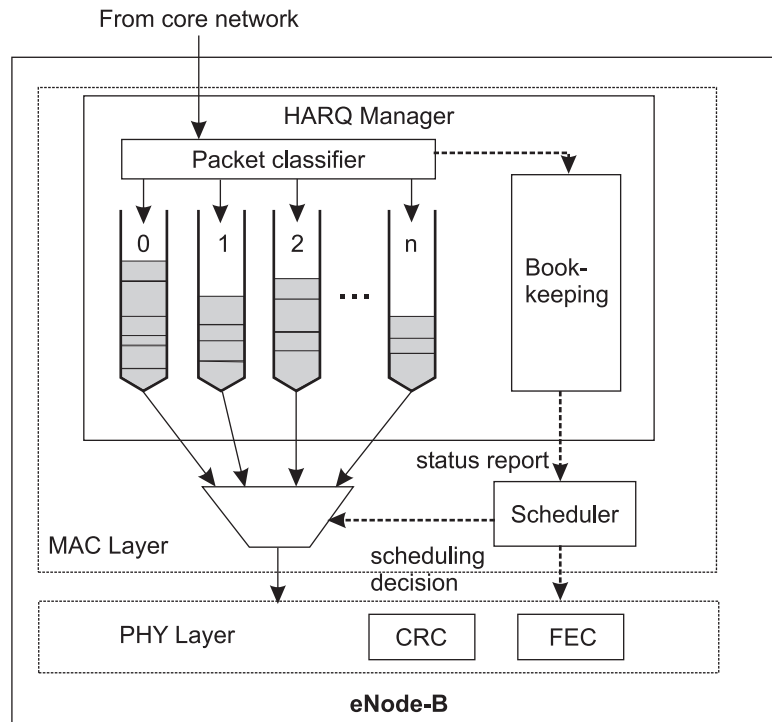 From core network
HARQ Manager
Packet classifier
0 1 2 ... n
Book-
keeping
status report
Scheduler
MAC Layer
scheduling
decision
PHY Layer
CRC
FEC
eNode-B